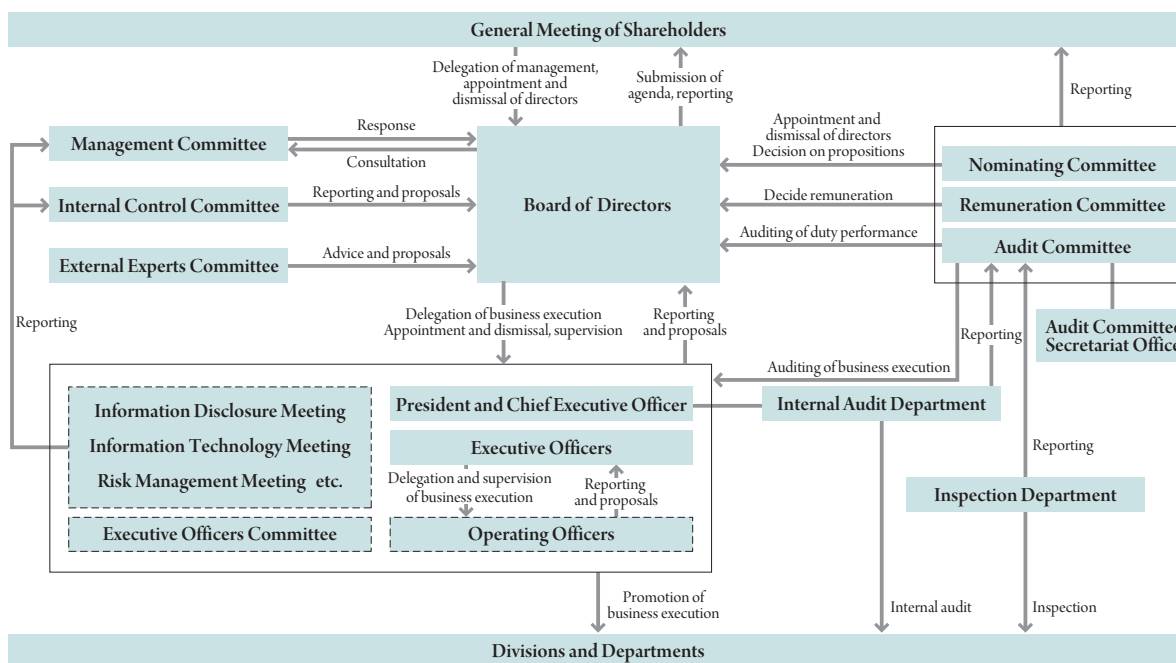 General Meeting of Shareholders
Delegation of management,
appointment and
dismissal of directors
Submission of
agenda, reporting
Reporting
Management Committee
Response
Consultation
Appointment and
dismissal of directors
Decision on propositions
Nominating Committee
Internal Control Committee
Reporting and proposals
Board of Directors
Decide remuneration
Remuneration Committee
Auditing of duty performance
Audit Committee
External Experts Committee
Advice and proposals
Reporting
Delegation of business execution
Appointment and dismissal, supervision
Reporting
and proposals
Reporting
Audit Committee
Secretariat Office
Auditing of business execution
Information Disclosure Meeting
Information Technology Meeting
Risk Management Meeting etc.
Executive Officers Committee
President and Chief Executive Officer
Internal Audit Department
Executive Officers
Delegation and supervision
of business execution
Reporting
and proposals
Operating Officers
Reporting
Inspection Department
Promotion of
business execution
Internal audit
Inspection
Divisions and Departments